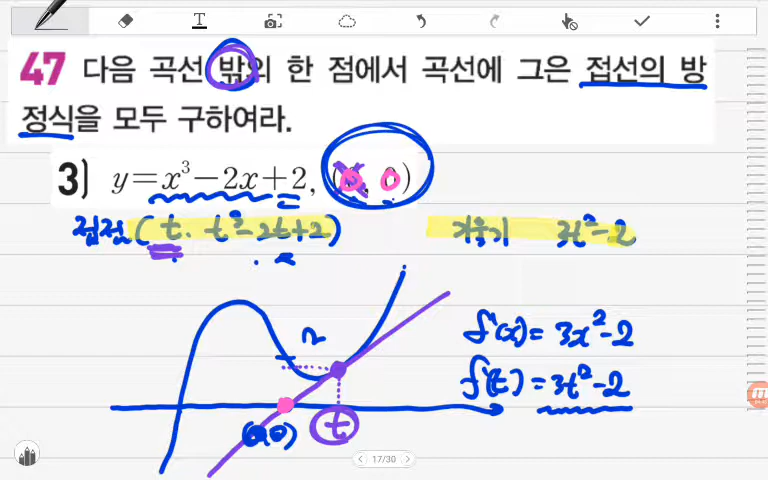 47 다음 곡선 밖의 한 점에서 곡선에 그은 접선의 방
정식을 모두 구하여라.
3) y=x³-2x+2, (0, 0)
접점 (t, t³-2t+2) 기울기 3t²-2
f'(x)=3x²-2
f'(t)=3t²-2
(0,0) t
17/30